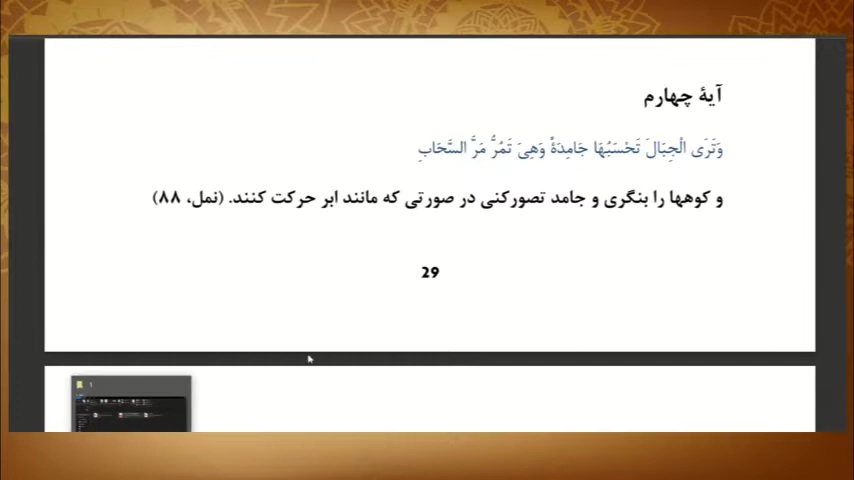 آیهٔ چهارم
وَتَرَى الْجِبَالَ تَحْسَبُهَا جَامِدَةً وَهِىَ تَمُرُّ مَرَّ السَّحَابِ
و کوهها را بنگری و جامد تصورکنی در صورتی که مانند ابر حرکت کنند. (نمل، ۸۸)
29
1